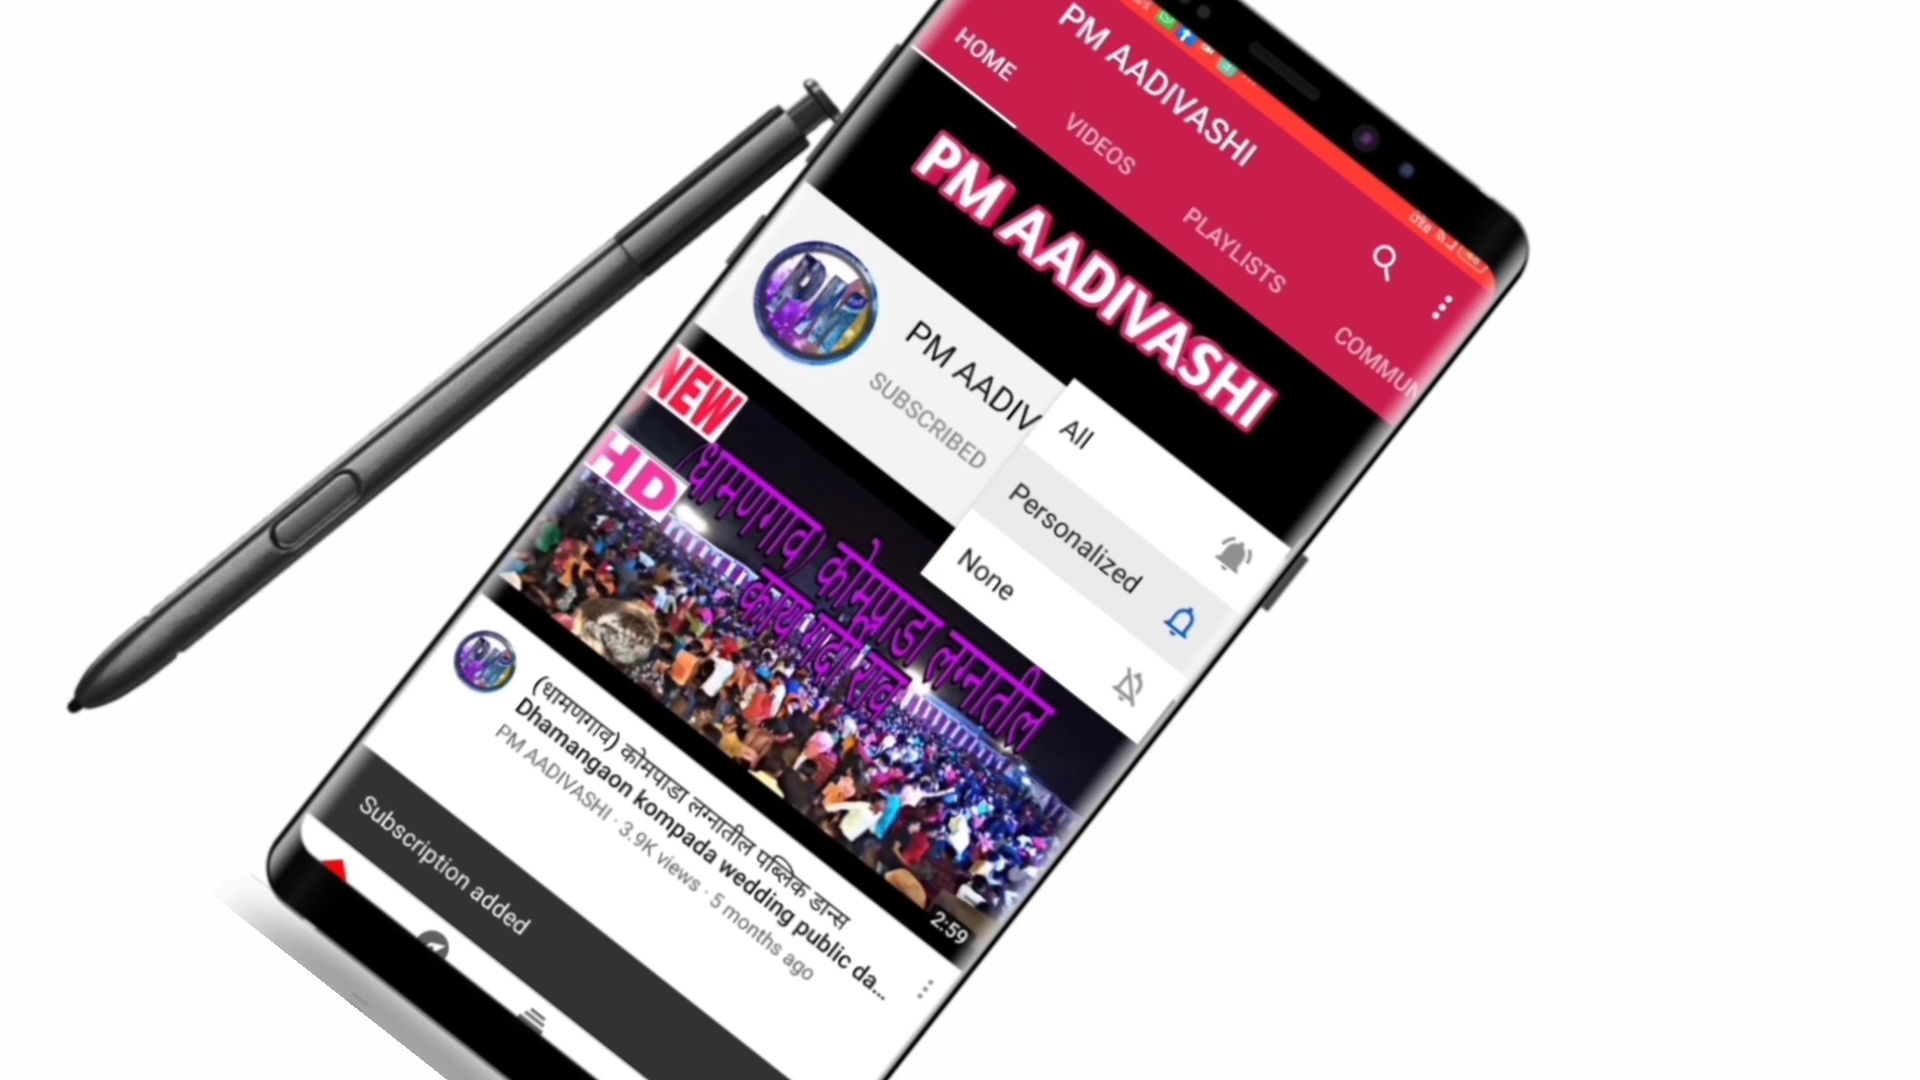 PM AADIVASHI
HOME
VIDEOS
PLAYLISTS
COMMUN
PM AADIVASHI
PM AADIV
SUBSCRIBED
All
Personalized
None
NEW
HD
(धामणगाव) कोमपाडा लग्नातील
2:59
(धामणगाव) कोमपाडा लग्नातील पब्लिक डान्स
Dhamangaon kompada wedding public da...
PM AADIVASHI · 3.9K views · 5 months ago
Subscription added